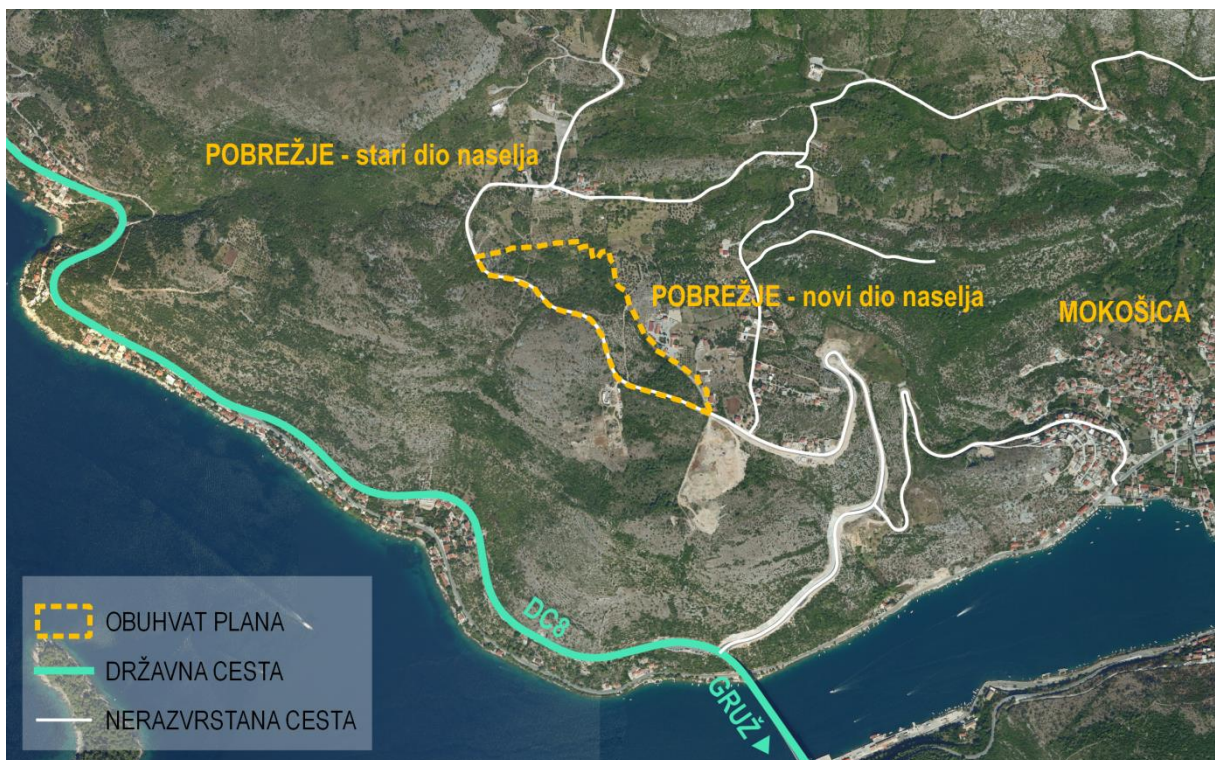 POBREŽJE - stari dio naselja
POBREŽJE - novi dio naselja
MOKOŠICA
DC8
GRUŽ
OBUHVAT PLANA
DRŽAVNA CESTA
NERAZVRSTANA CESTA